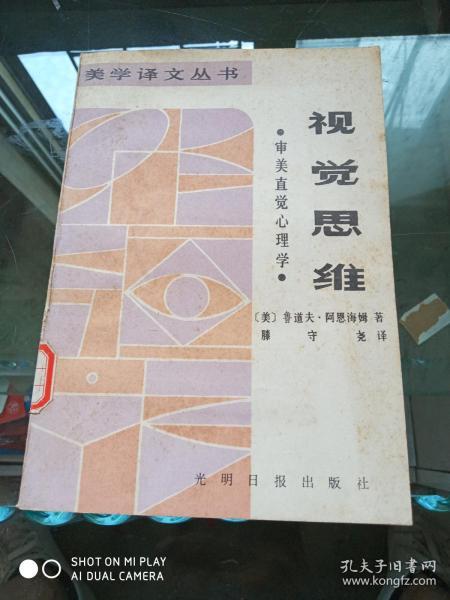 美学译文丛书
视觉思维
·审美直觉心理学·
〔美〕鲁道夫·阿恩海姆 著
滕守尧 译
光明日报出版社
SHOT ON MI PLAY
AI DUAL CAMERA
孔夫子旧书网
www.kongfz.com